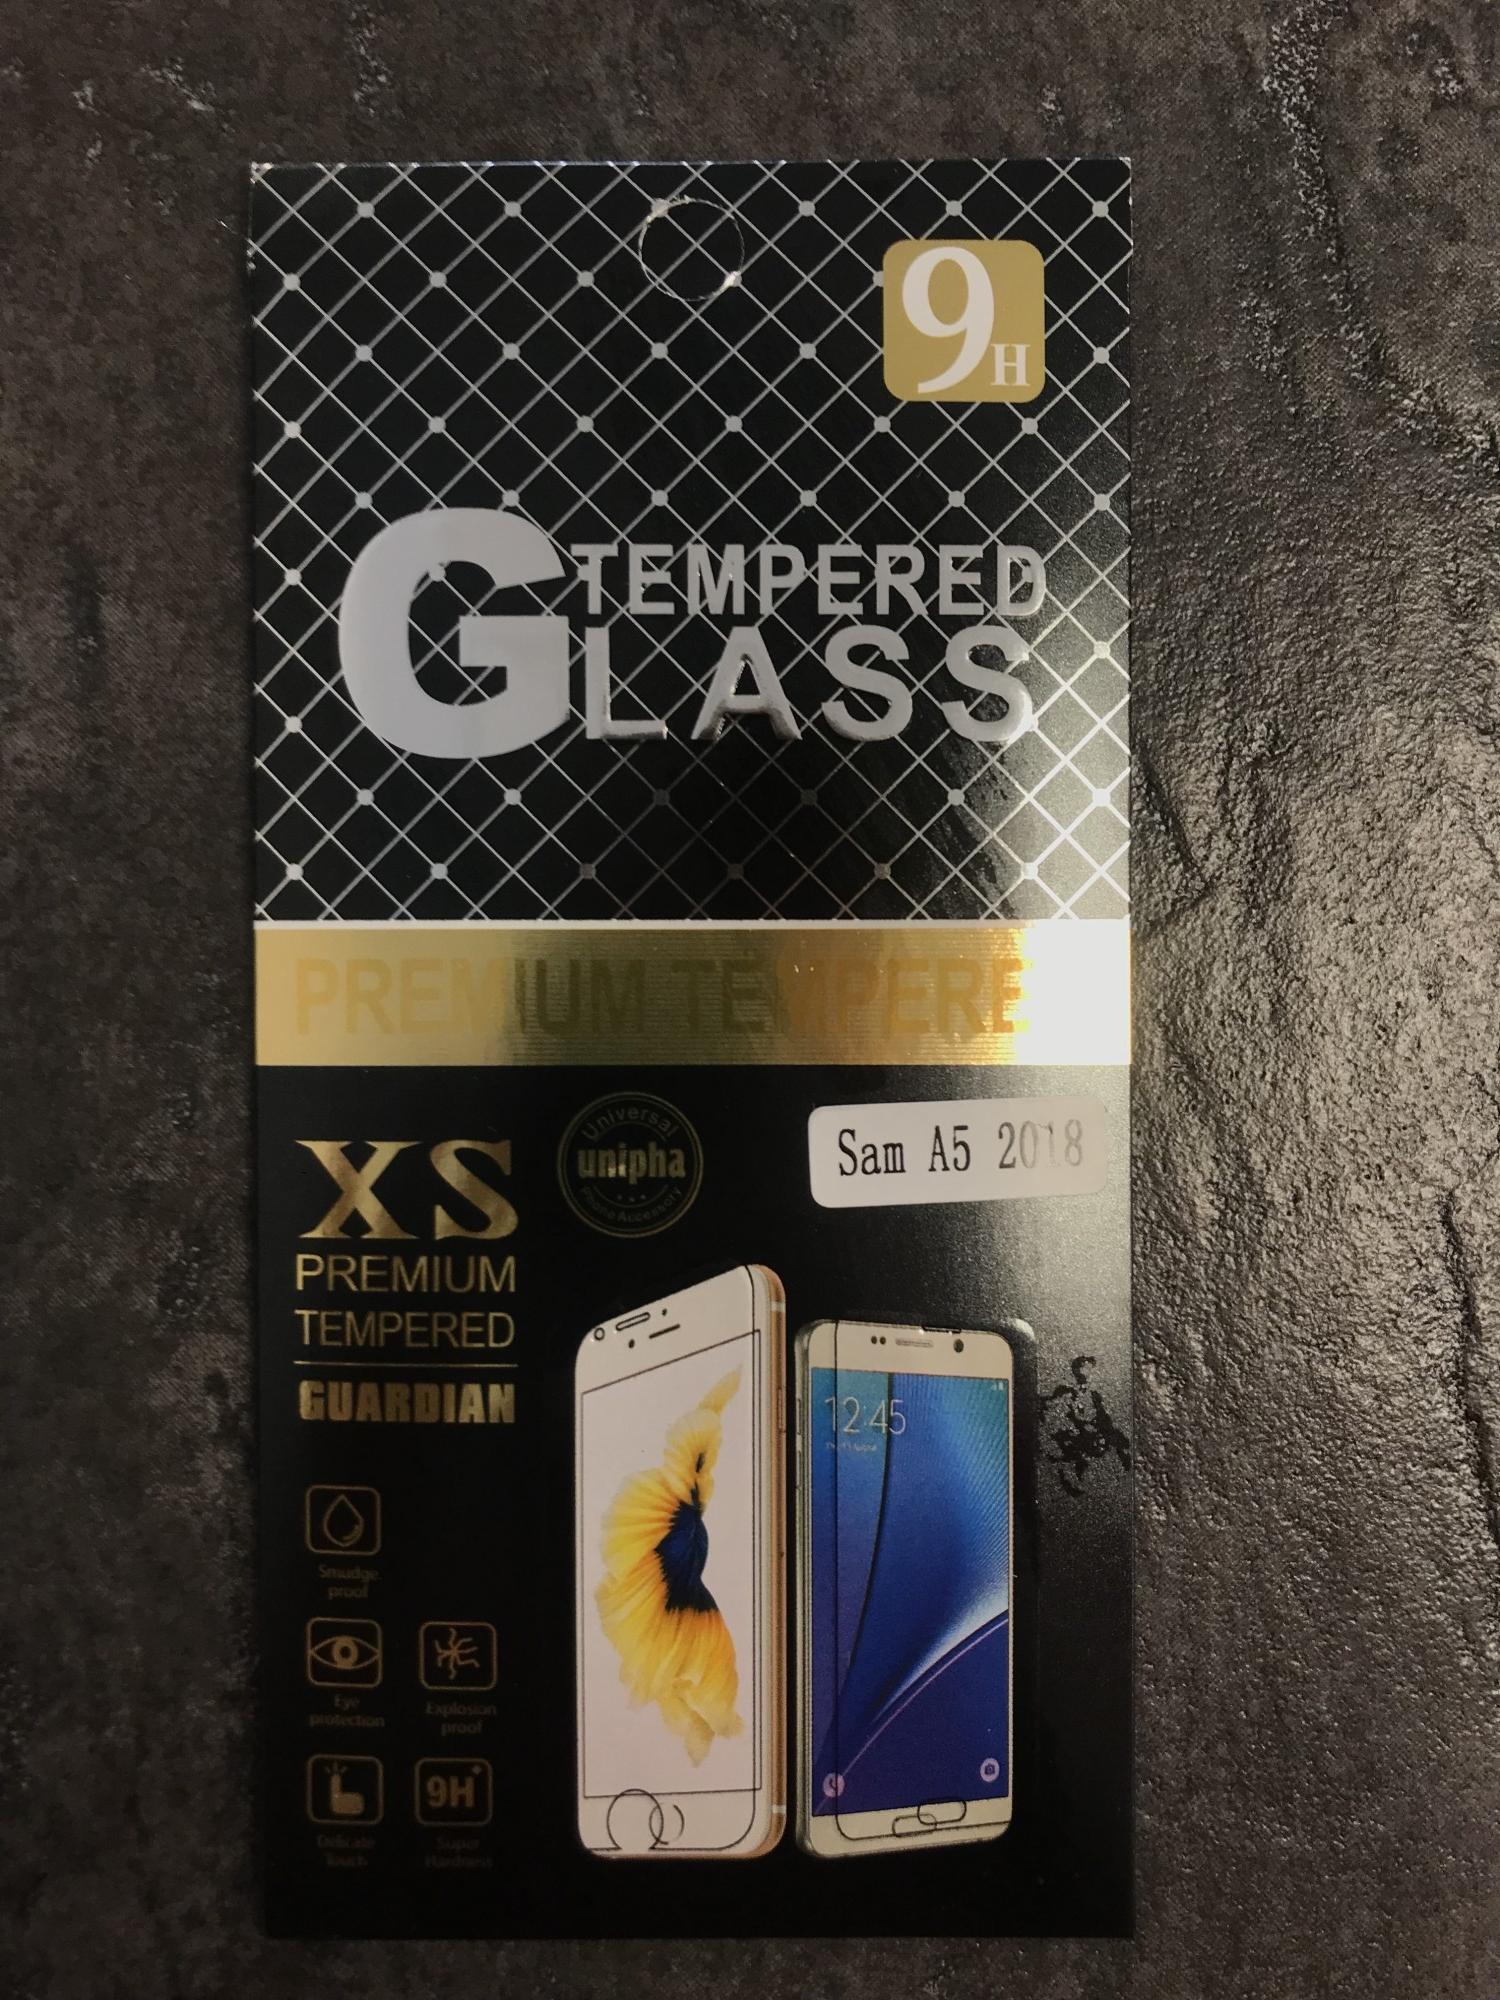 9H
TEMPERED
GLASS
PREMIUM TEMPERE
XS
PREMIUM
TEMPERED
GUARDIAN
Universal
unipha
Phone Accessory
Sam A5 2018
12:45
Smudge
proof
Eye
protection
Explosion
proof
Delicate
Touch
9H+
Super
Hardness